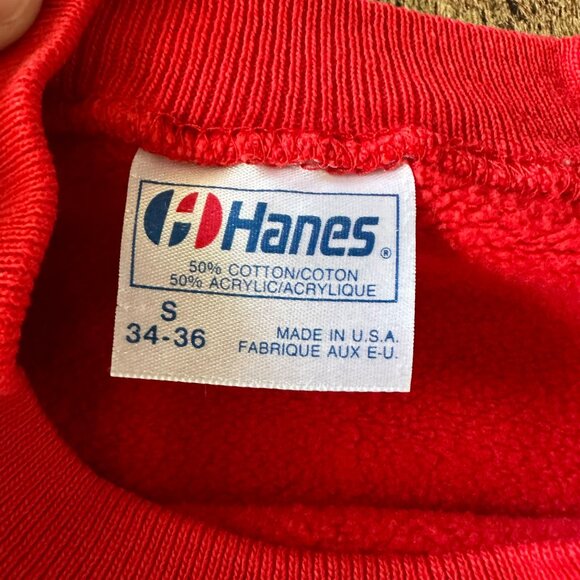 Hanes®
50% COTTON/COTON
50% ACRYLIC/ACRYLIQUE
S
34-36
MADE IN U.S.A.
FABRIQUE AUX E-U.